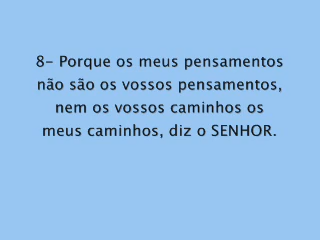 8- Porque os meus pensamentos
não são os vossos pensamentos,
nem os vossos caminhos os
meus caminhos, diz o SENHOR.